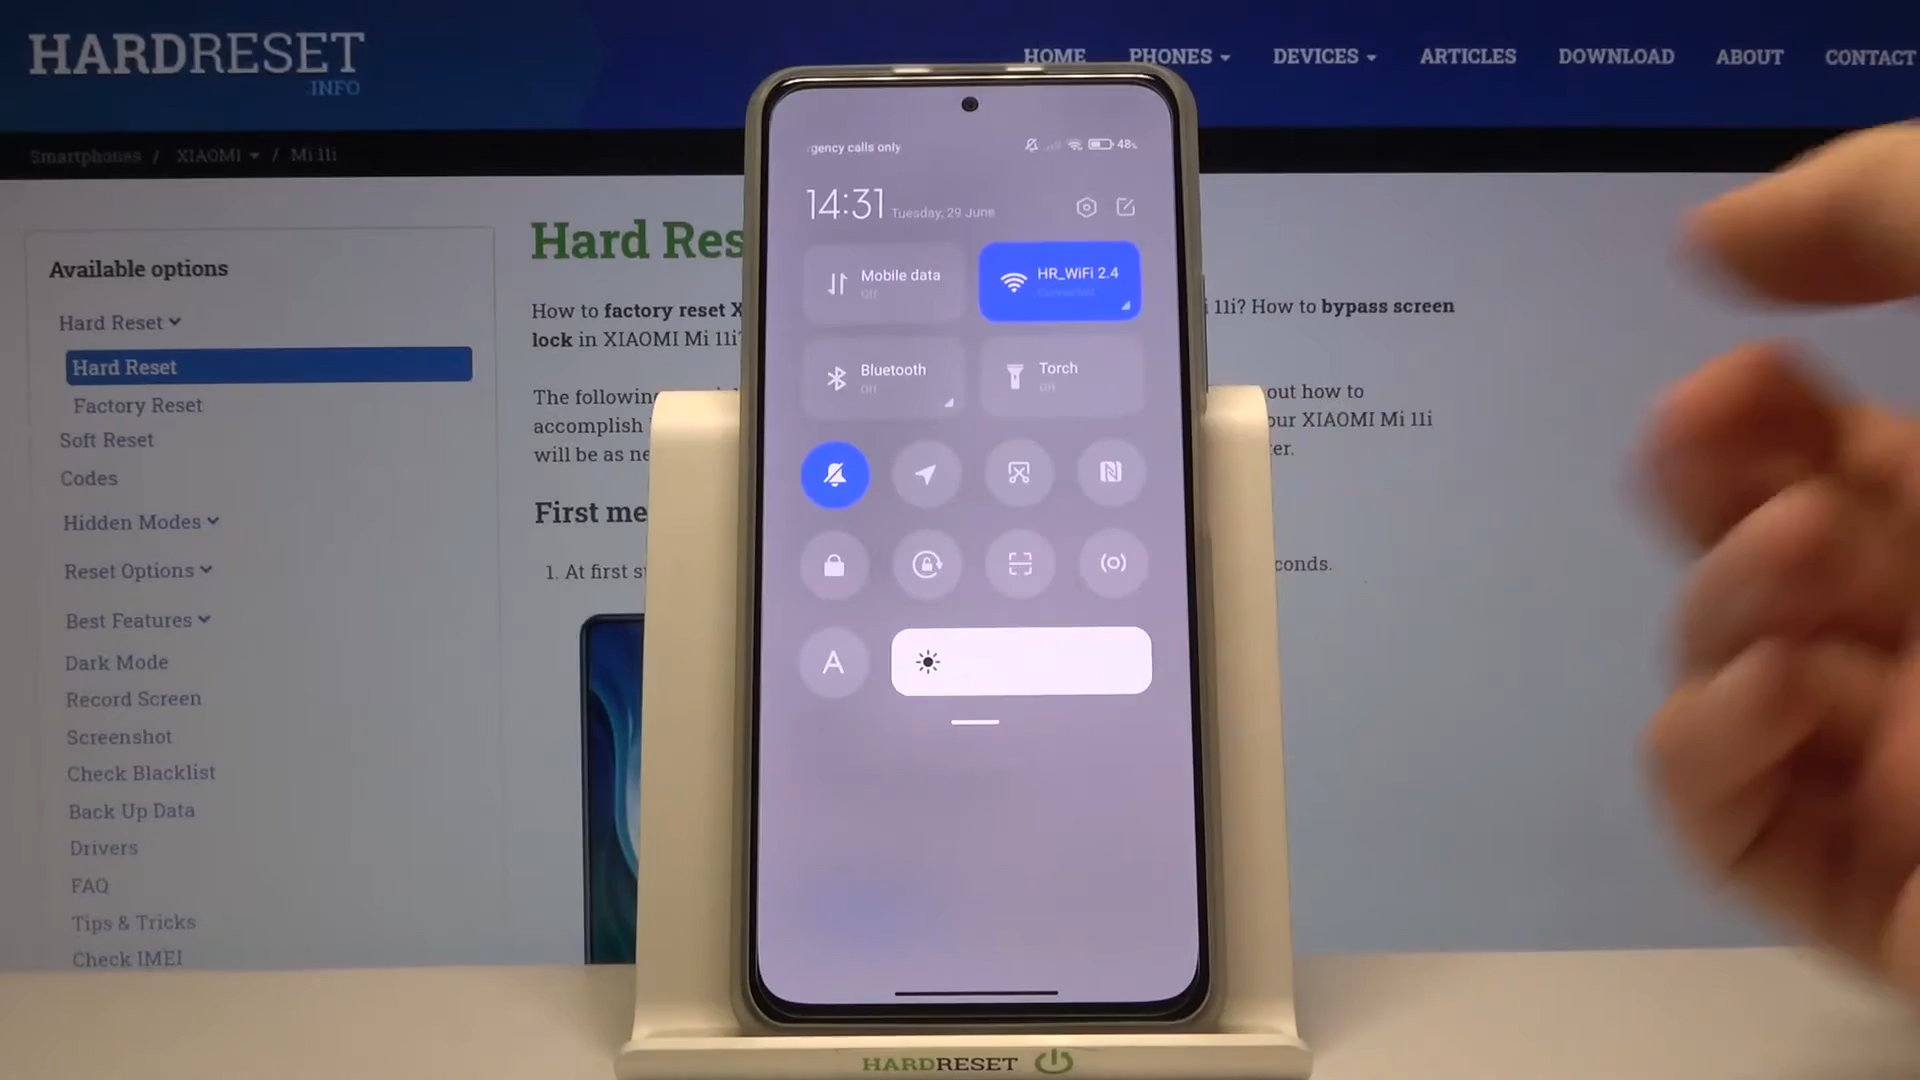 HARDRESET
.INFO
HOME PHONES DEVICES ARTICLES DOWNLOAD ABOUT CONTACT
Smartphones / XIAOMI / Mi 11i
Available options
Hard Reset
Hard Reset
Factory Reset
Soft Reset
Codes
Hidden Modes
Reset Options
Best Features
Dark Mode
Record Screen
Screenshot
Check Blacklist
Back Up Data
Drivers
FAQ
Tips & Tricks
Check IMEI
Hard Res
How to factory reset X
11i? How to bypass screen
lock in XIAOMI Mi 11i
The following
out how to
accomplish
our XIAOMI Mi 11i
will be as ne
er.
First me
1. At first s
conds.
gency calls only
48%
14:31 Tuesday, 29 June
Mobile data
Off
HR_WiFi 2.4
Connected
Bluetooth
Off
Torch
Off
A
HARDRESET